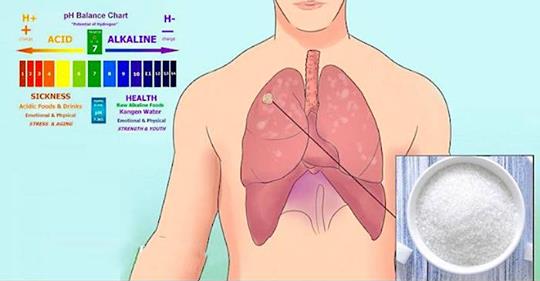 pH Balance Chart
"Potential of Hydrogen"
H+
+
charge
H-
−
charge
ACID
7
ALKALINE
1 2 3 4 5 6 7 8 9 10 11 12 13 14
SICKNESS
Acidic Foods & Drinks
Emotional & Physical
STRESS & AGING
pH
HEALTH
Raw Alkaline Foods
Kangen Water
Emotional & Physical
STRENGTH & YOUTH